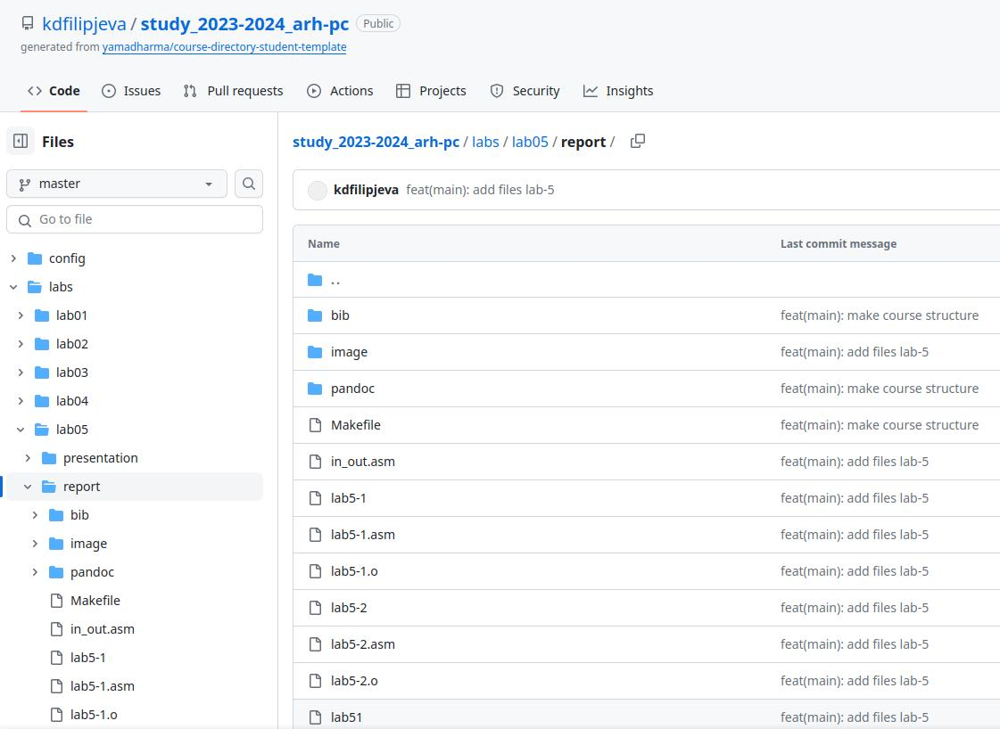 kdfilipjeva / study_2023-2024_arh-pc Public
generated from yamadharma/course-directory-student-template
Code Issues Pull requests Actions Projects Security Insights
Files
master
Go to file
config
labs
lab01
lab02
lab03
lab04
lab05
presentation
report
bib
image
pandoc
Makefile
in_out.asm
lab5-1
lab5-1.asm
lab5-1.o
study_2023-2024_arh-pc / labs / lab05 / report /
kdfilipjeva feat(main): add files lab-5
Name Last commit message
..
bib feat(main): make course structure
image feat(main): add files lab-5
pandoc feat(main): make course structure
Makefile feat(main): make course structure
in_out.asm feat(main): add files lab-5
lab5-1 feat(main): add files lab-5
lab5-1.asm feat(main): add files lab-5
lab5-1.o feat(main): add files lab-5
lab5-2 feat(main): add files lab-5
lab5-2.asm feat(main): add files lab-5
lab5-2.o feat(main): add files lab-5
lab51 feat(main): add files lab-5